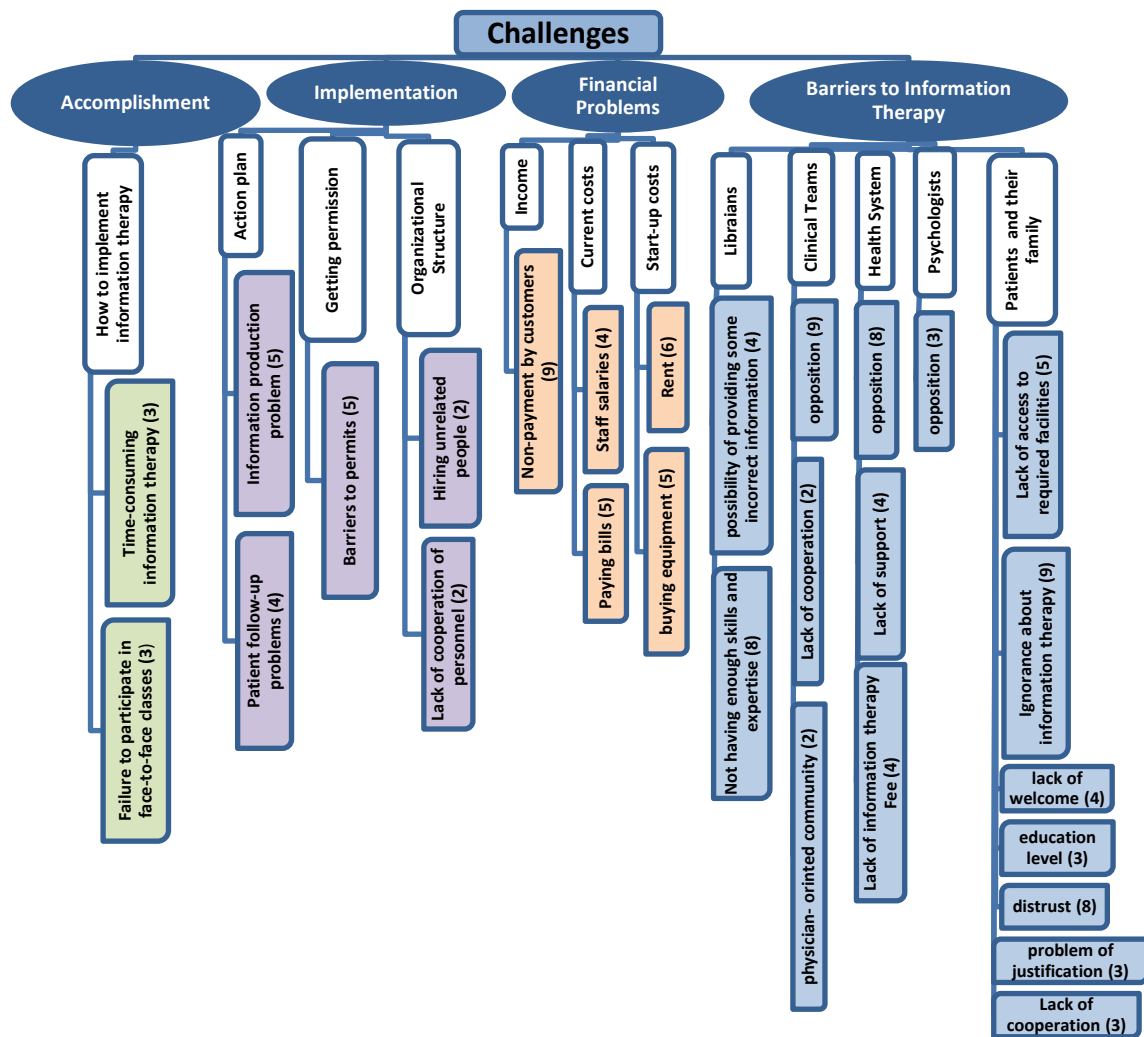 Challenges
Accomplishment
Implementation
Financial
Problems
Barriers to Information
Therapy
How to implement
information therapy
Time-consuming
information therapy (3)
Failure to participate in
face-to-face classes (3)
Action plan
Information production
problem (5)
Patient follow-up
problems (4)
Getting permission
Barriers to permits (5)
Organizational
Structure
Hiring unrelated
people (2)
Lack of cooperation of
personnel (2)
Income
Non-payment by customers
(9)
Current costs
Staff salaries (4)
Paying bills (5)
Start-up costs
Rent (6)
buying equipment (5)
Libraians
possibility of providing some
incorrect information (4)
Not having enough skills and
expertise (8)
Clinical Teams
opposition (9)
Lack of cooperation (2)
physician- orinted community (2)
Health System
opposition (8)
Lack of support (4)
Lack of information therapy
Fee (4)
Psychologists
opposition (3)
Patients and their
family
Lack of access to
required facilities (5)
Ignorance about
information therapy (9)
lack of
welcome (4)
education
level (3)
distrust (8)
problem of
justification (3)
Lack of
cooperation (3)